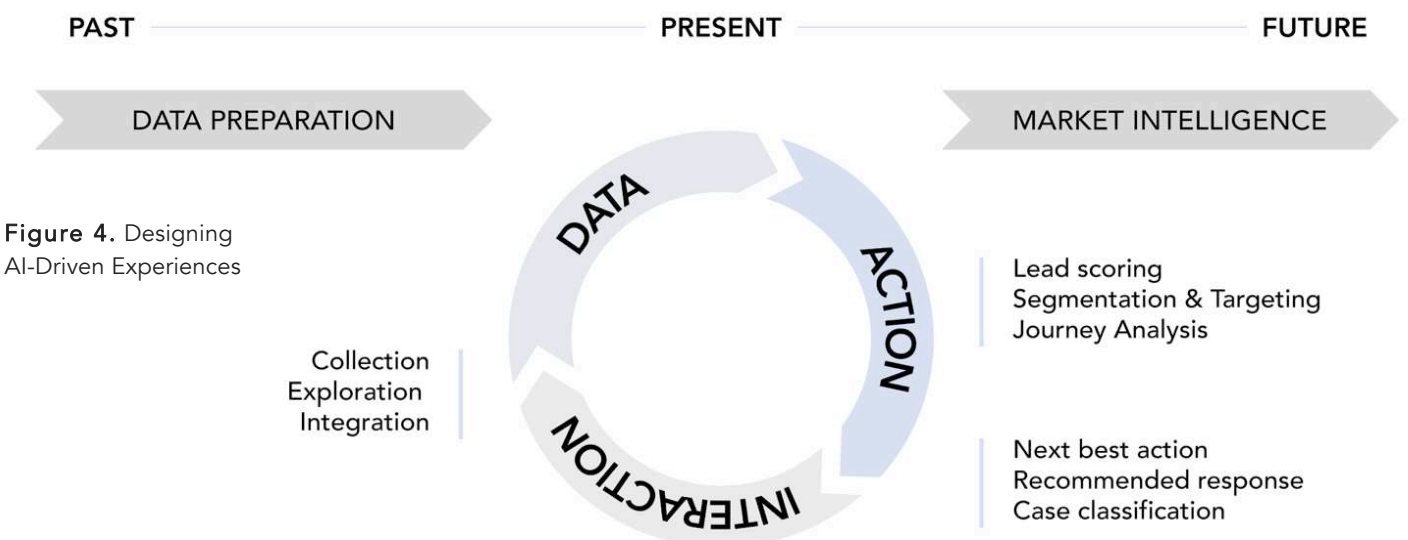 PAST PRESENT FUTURE
DATA PREPARATION
MARKET INTELLIGENCE
Figure 4. Designing
AI-Driven Experiences
DATA
ACTION
INTERACTION
Collection
Exploration
Integration
Lead scoring
Segmentation & Targeting
Journey Analysis
Next best action
Recommended response
Case classification